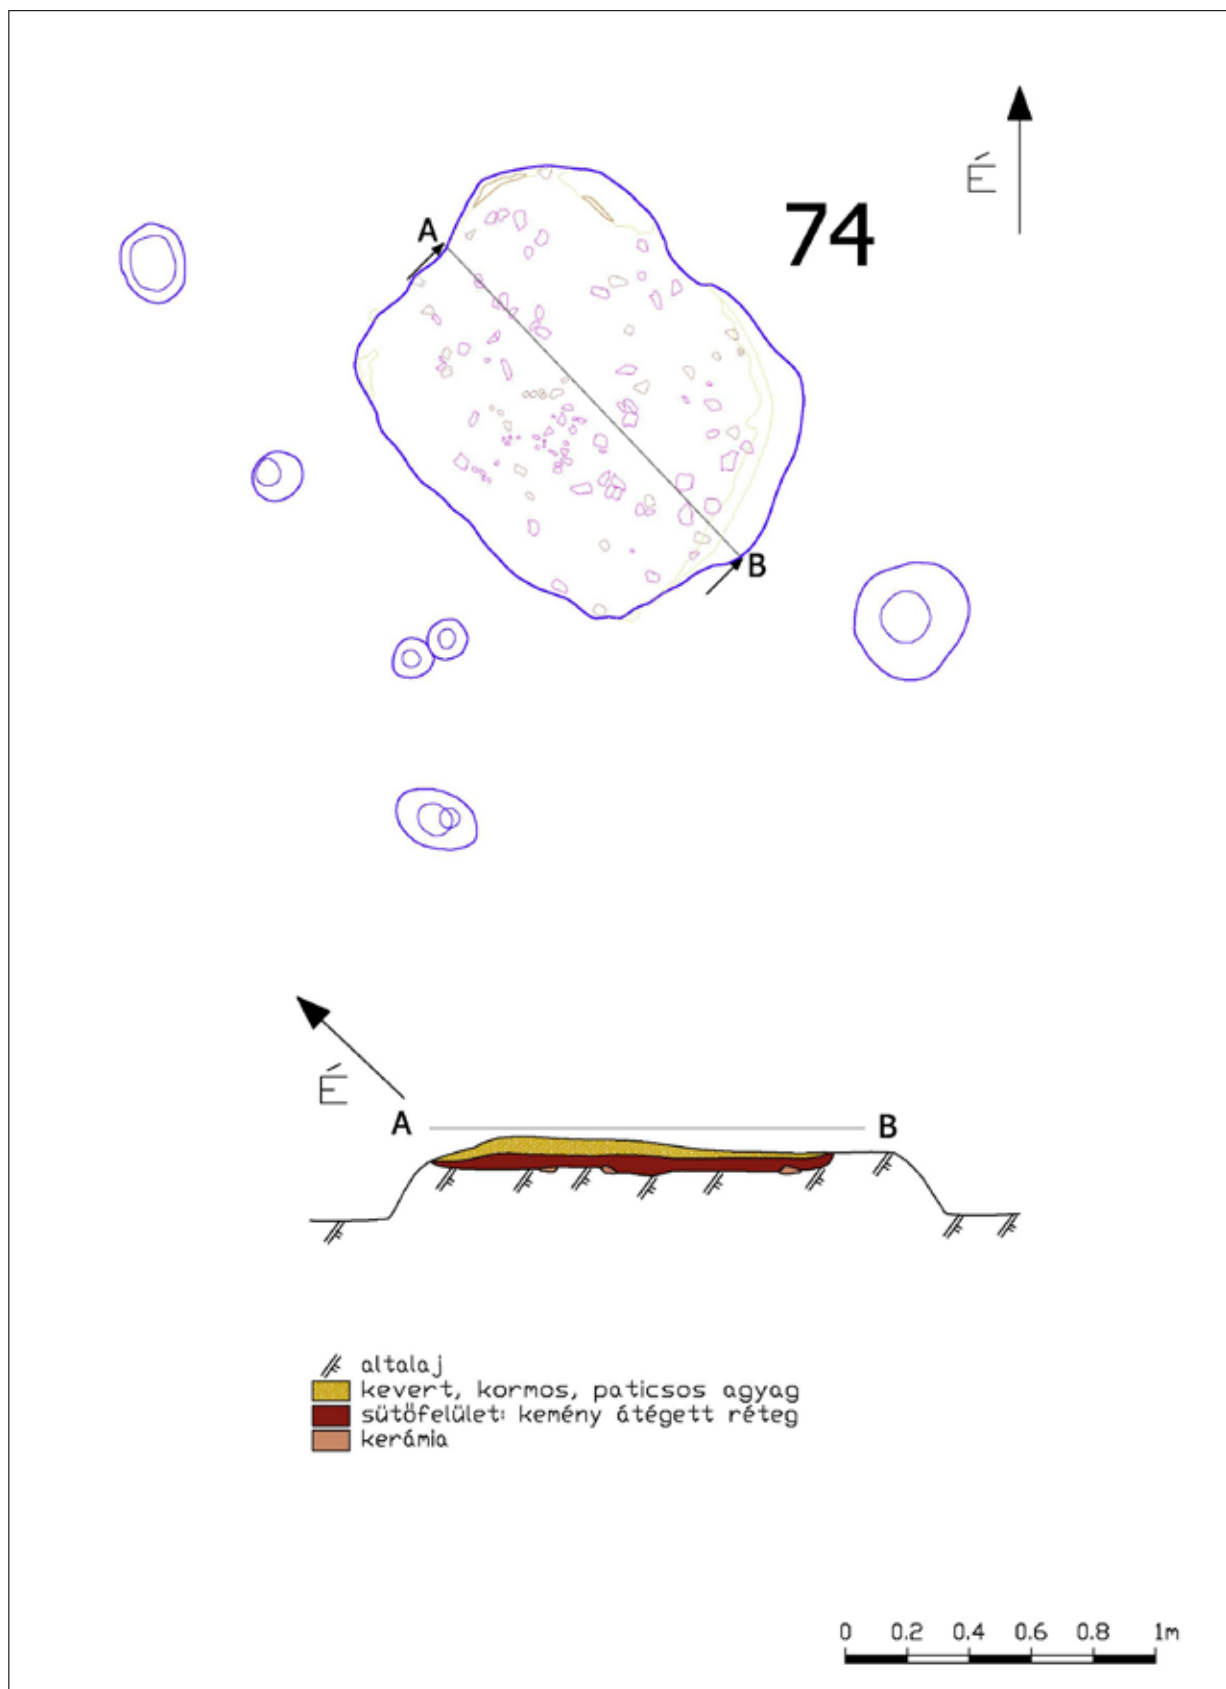 É
74
A
B
É
A
B
altalaj
kevert, kormos, paticsos agyag
sütőfelület: kemény átégett réteg
kerámia
0 0.2 0.4 0.6 0.8 1m